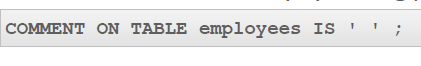 COMMENT ON TABLE employees IS ' ' ;